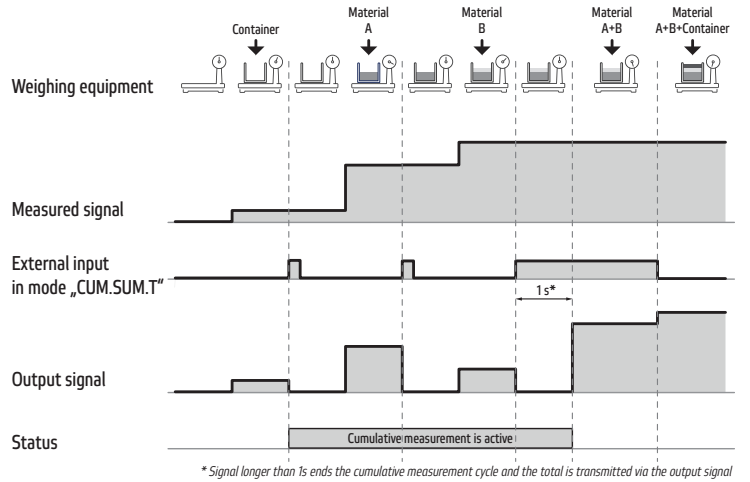 Container
Material
A
Material
B
Material
A+B
Material
A+B+Container
Weighing equipment
Measured signal
External input
in mode „CUM.SUM.T"
1 s*
Output signal
Status
Cumulative measurement is active
* Signal longer than 1s ends the cumulative measurement cycle and the total is transmitted via the output signal